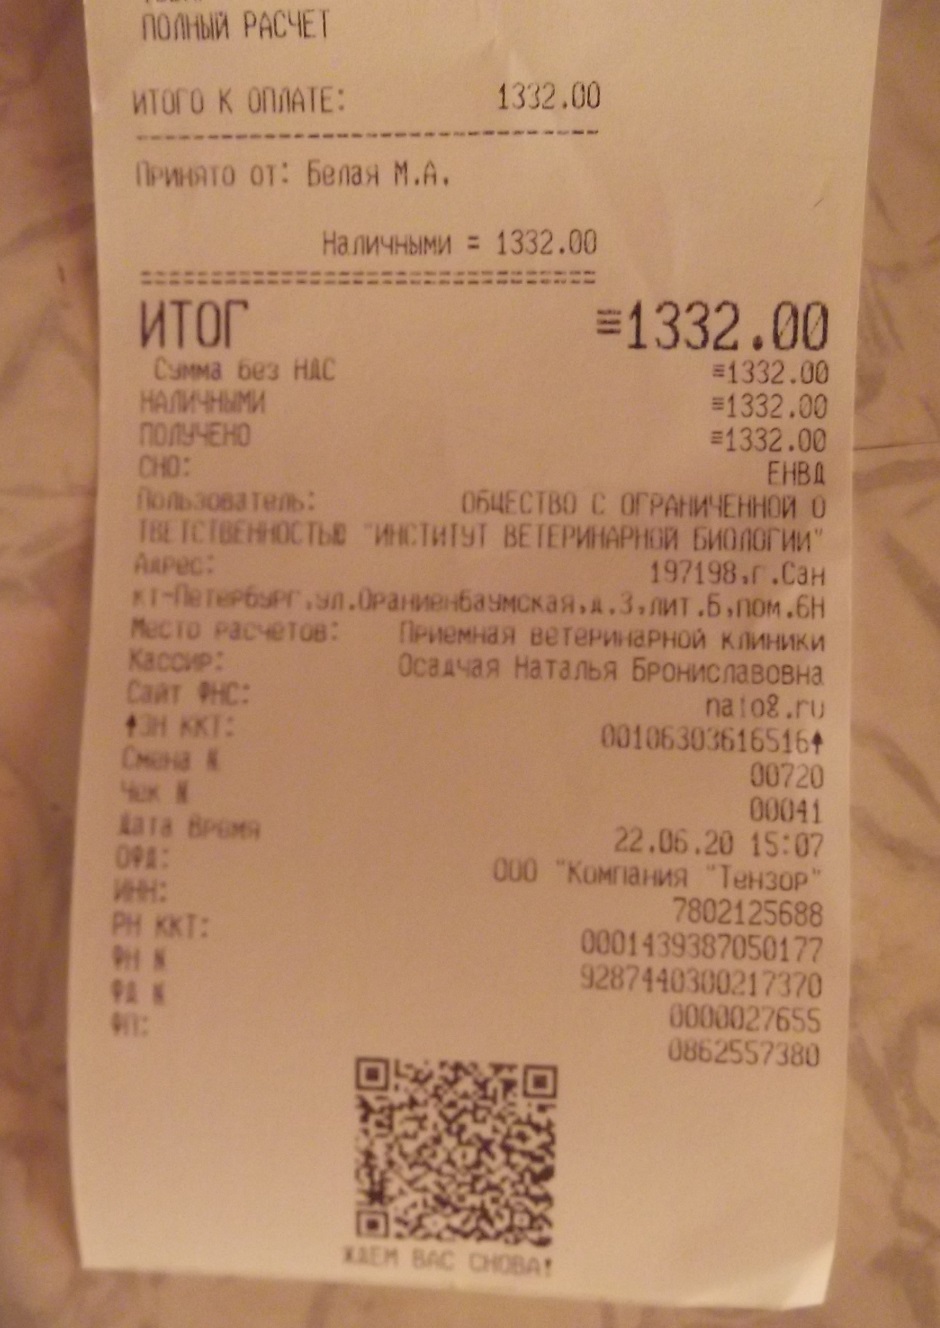 ПОЛНЫЙ РАСЧЕТ
ИТОГО К ОПЛАТЕ: 1332.00
Принято от: Белая М.А.
Наличными = 1332.00
ИТОГ ≡1332.00
Сумма без НДС ≡1332.00
НАЛИЧНЫМИ ≡1332.00
ПОЛУЧЕНО ≡1332.00
СНО: ЕНВД
Пользователь: ОБЩЕСТВО С ОГРАНИЧЕННОЙ О
ТВЕТСТВЕННОСТЬЮ "ИНСТИТУТ ВЕТЕРИНАРНОЙ БИОЛОГИИ"
Адрес: 197198,г.Сан
кт-Петербург,ул.Ораниенбаумская,д.3,лит.Б,пом.6Н
Место расчетов: Приемная ветеринарной клиники
Кассир: Осадчая Наталья Брониславовна
Сайт ФНС: nalog.ru
ЗН ККТ: 00106303616516
Смена N 00720
Чек N 00041
Дата Время 22.06.20 15:07
ОФД: ООО "Компания "Тензор"
ИНН: 7802125688
РН ККТ: 0001439387050177
ФН N 9287440300217370
ФД N 0000027655
ФП: 0862557380
ЖДЕМ ВАС СНОВА!